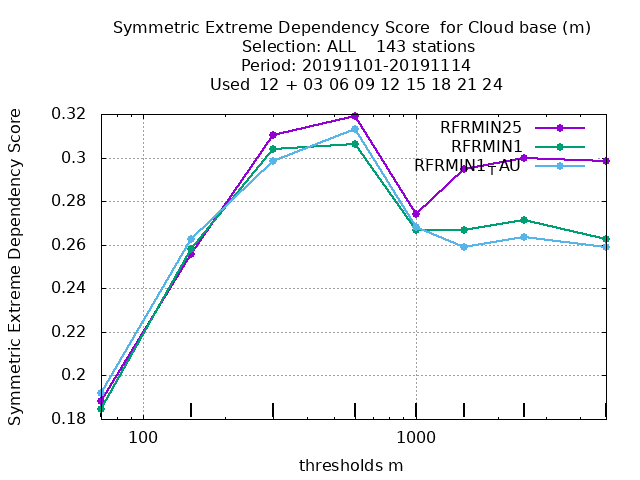 Symmetric Extreme Dependency Score  for Cloud base (m)
Selection: ALL    143 stations
Period: 20191101-20191114
Used  12 + 03 06 09 12 15 18 21 24
Symmetric Extreme Dependency Score
0.32
0.3
0.28
0.26
0.24
0.22
0.2
0.18
RFRMIN25
RFRMIN1
RFRMIN1TAU
100
1000
thresholds m